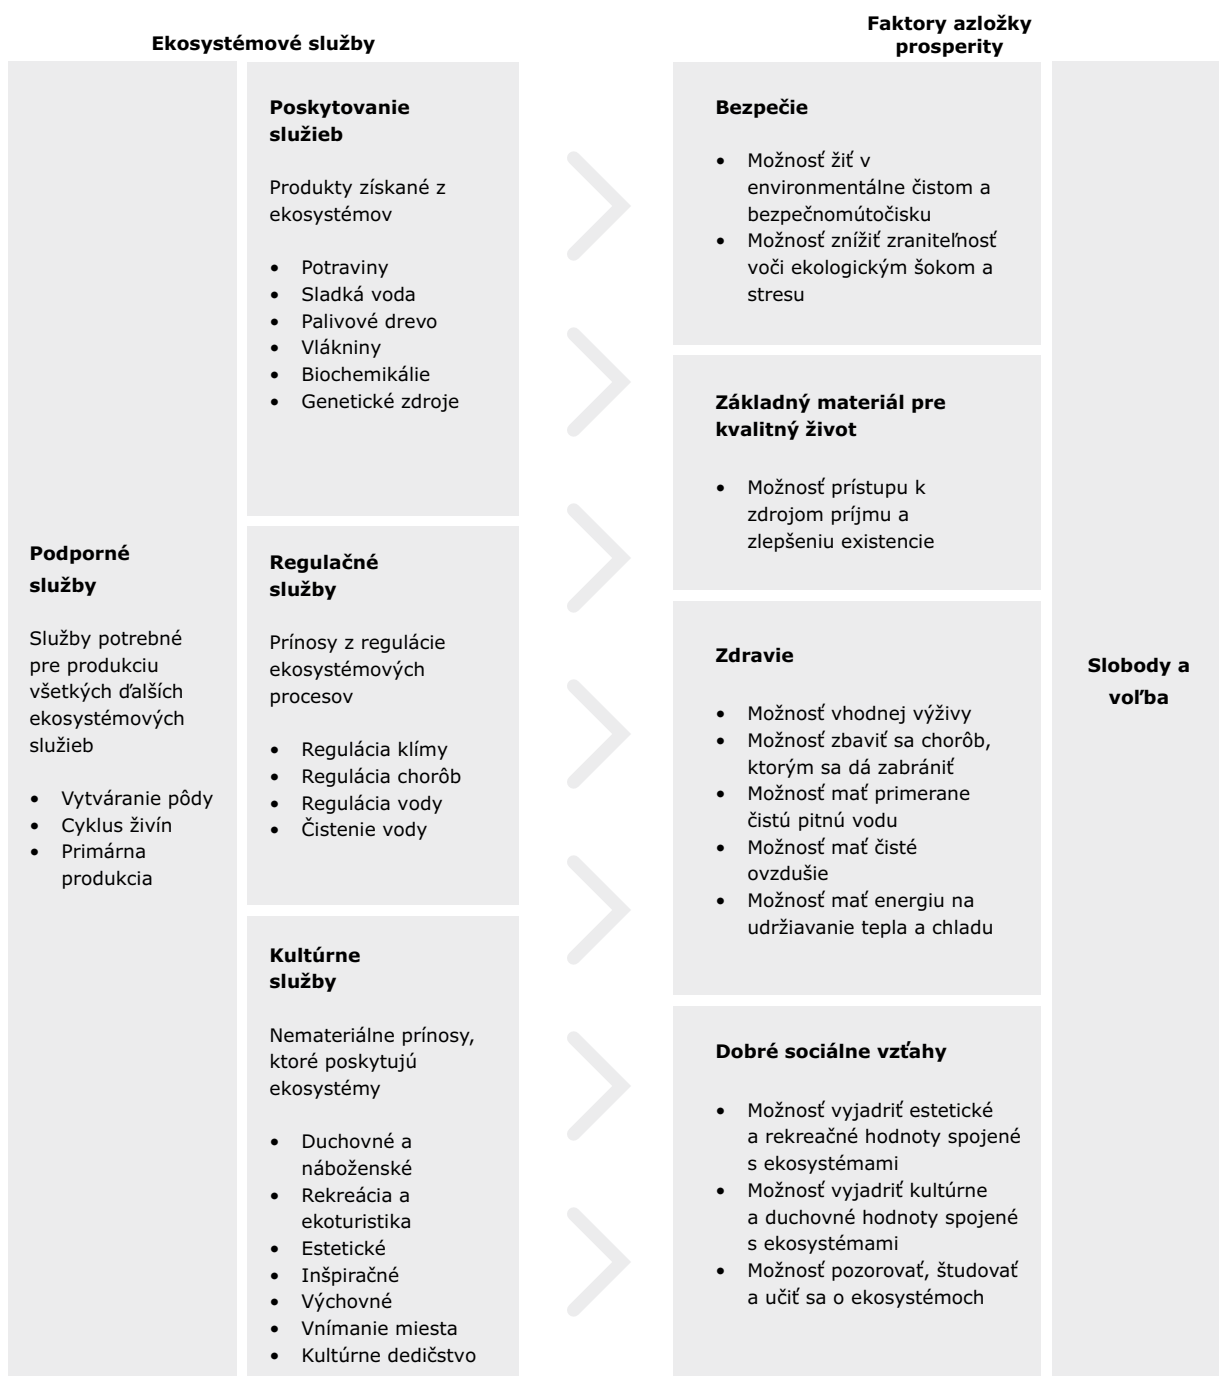 Ekosystémové služby
Faktory azložky
prosperity
Podporné
služby
Služby potrebné
pre produkciu
všetkých ďalších
ekosystémových
služieb
• Vytváranie pôdy
• Cyklus živín
• Primárna
produkcia
Poskytovanie
služieb
Produkty získané z
ekosystémov
• Potraviny
• Sladká voda
• Palivové drevo
• Vlákniny
• Biochemikálie
• Genetické zdroje
Regulačné
služby
Prínosy z regulácie
ekosystémových
procesov
• Regulácia klímy
• Regulácia chorôb
• Regulácia vody
• Čistenie vody
Kultúrne
služby
Nemateriálne prínosy,
ktoré poskytujú
ekosystémy
• Duchovné a
náboženské
• Rekreácia a
ekoturistika
• Estetické
• Inšpiračné
• Výchovné
• Vnímanie miesta
• Kultúrne dedičstvo
Bezpečie
• Možnosť žiť v
environmentálne čistom a
bezpečnomútočisku
• Možnosť znížiť zraniteľnosť
voči ekologickým šokom a
stresu
Základný materiál pre
kvalitný život
• Možnosť prístupu k
zdrojom príjmu a
zlepšeniu existencie
Zdravie
• Možnosť vhodnej výživy
• Možnosť zbaviť sa chorôb,
ktorým sa dá zabrániť
• Možnosť mať primerane
čistú pitnú vodu
• Možnosť mať čisté
ovzdušie
• Možnosť mať energiu na
udržiavanie tepla a chladu
Dobré sociálne vzťahy
• Možnosť vyjadriť estetické
a rekreačné hodnoty spojené
s ekosystémami
• Možnosť vyjadriť kultúrne
a duchovné hodnoty spojené
s ekosystémami
• Možnosť pozorovať, študovať
a učiť sa o ekosystémoch
Slobody a
voľba